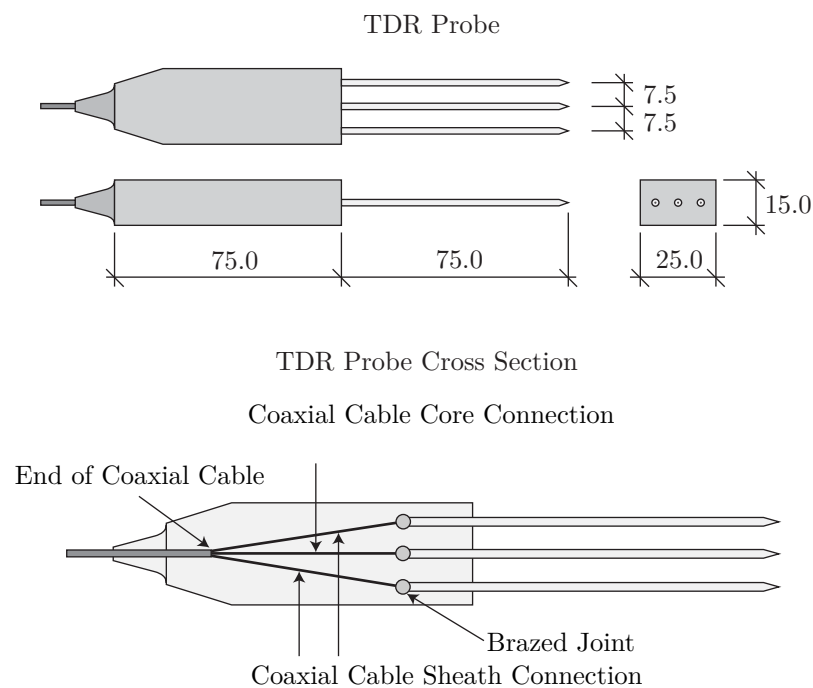 TDR Probe
7.5
7.5
15.0
75.0
75.0
25.0
TDR Probe Cross Section
Coaxial Cable Core Connection
End of Coaxial Cable
Brazed Joint
Coaxial Cable Sheath Connection